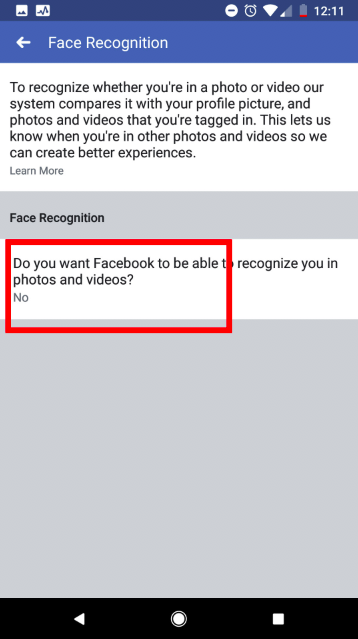 12:11
Face Recognition
To recognize whether you're in a photo or video our
system compares it with your profile picture, and
photos and videos that you're tagged in. This lets us
know when you're in other photos and videos so we
can create better experiences.
Learn More
Face Recognition
Do you want Facebook to be able to recognize you in
photos and videos?
No